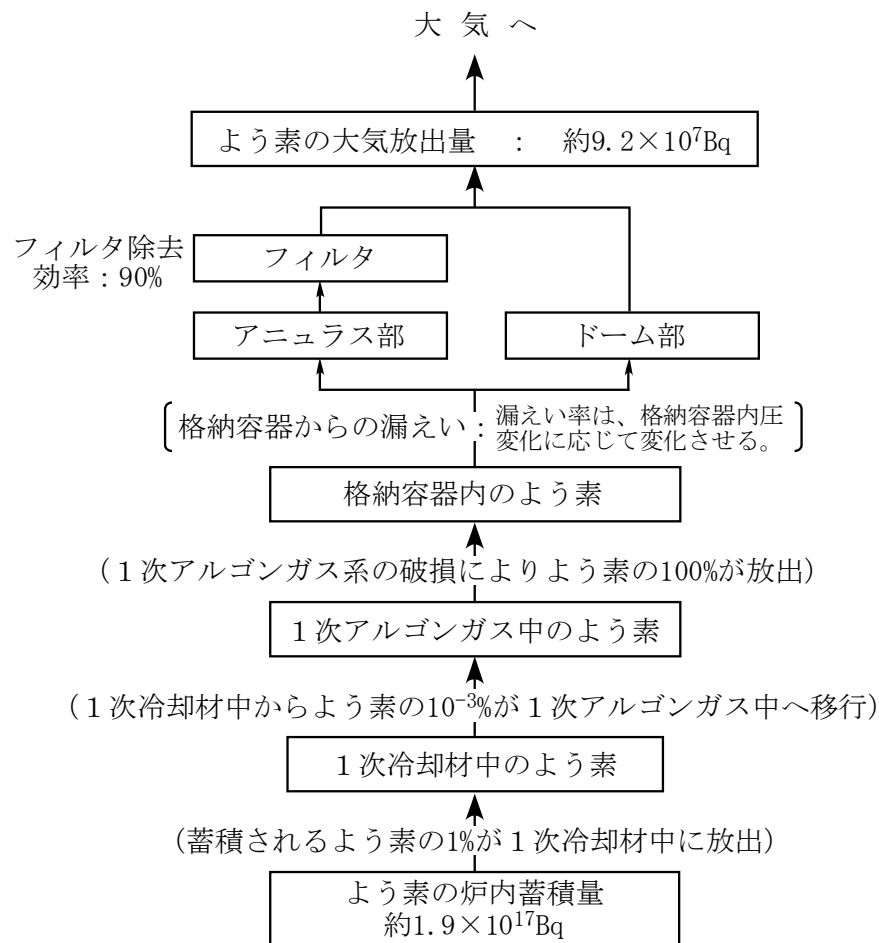 大 気 へ
よう素の大気放出量 : 約9.2×10⁷Bq
フィルタ除去
効率：90%
フィルタ
アニュラス部
ドーム部
格納容器からの漏えい：漏えい率は、格納容器内圧
変化に応じて変化させる。
格納容器内のよう素
（１次アルゴンガス系の破損によりよう素の100%が放出）
１次アルゴンガス中のよう素
（１次冷却材中からよう素の10⁻³%が１次アルゴンガス中へ移行）
１次冷却材中のよう素
（蓄積されるよう素の1%が１次冷却材中に放出）
よう素の炉内蓄積量
約1.9×10¹⁷Bq